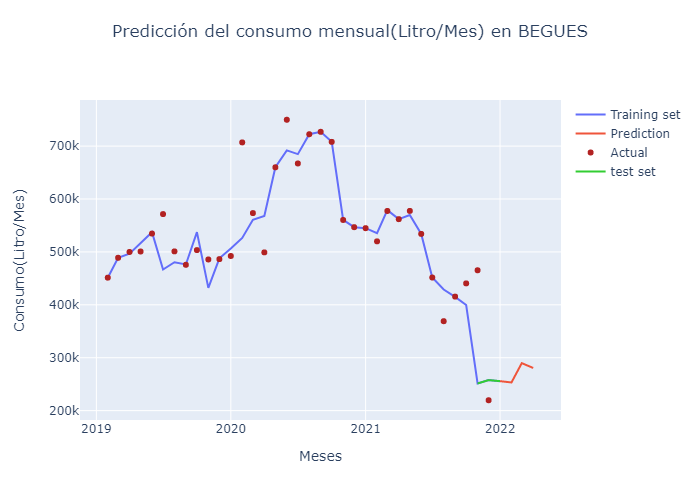 Predicción del consumo mensual(Litro/Mes) en BEGUES
Training set
Prediction
Actual
test set
Consumo(Litro/Mes)
700k
600k
500k
400k
300k
200k
2019
2020
2021
2022
Meses